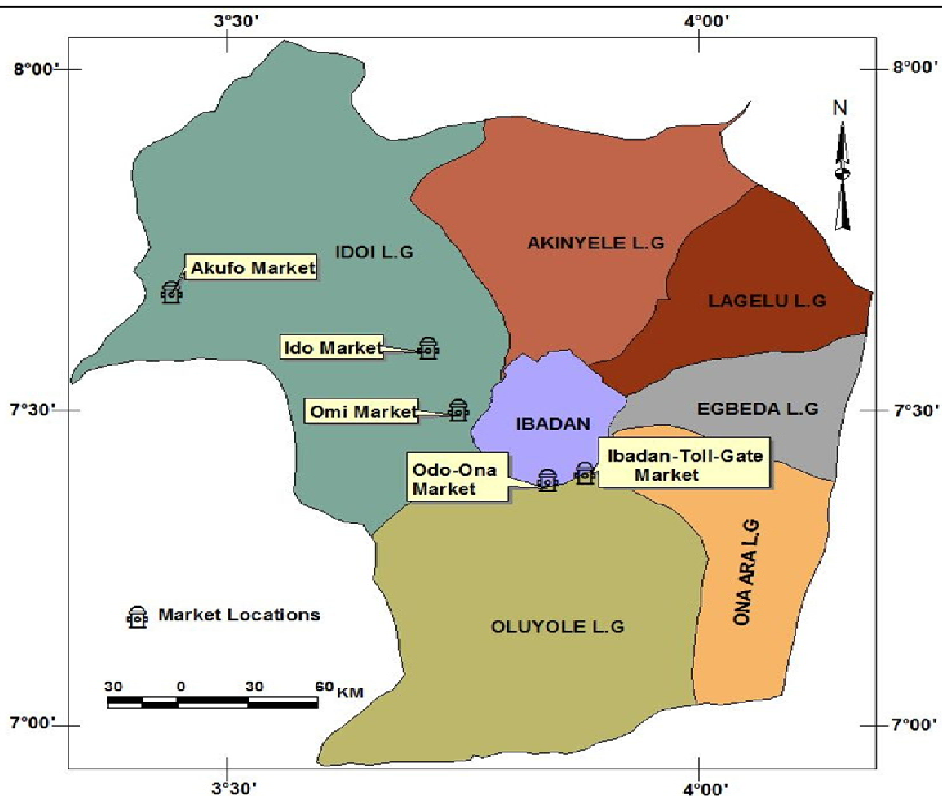 3°30'
4°00'
8°00'
8°00'
N
IDOI L.G
AKINYELE L.G
Akufo Market
LAGELU L.G
Ido Market
Omi Market
7°30'
7°30'
EGBEDA L.G
IBADAN
Odo-Ona
Market
Ibadan-Toll-Gate
Market
ONA ARA L.G
Market Locations
OLUYOLE L.G
30 0 30 60 KM
7°00'
7°00'
3°30'
4°00'